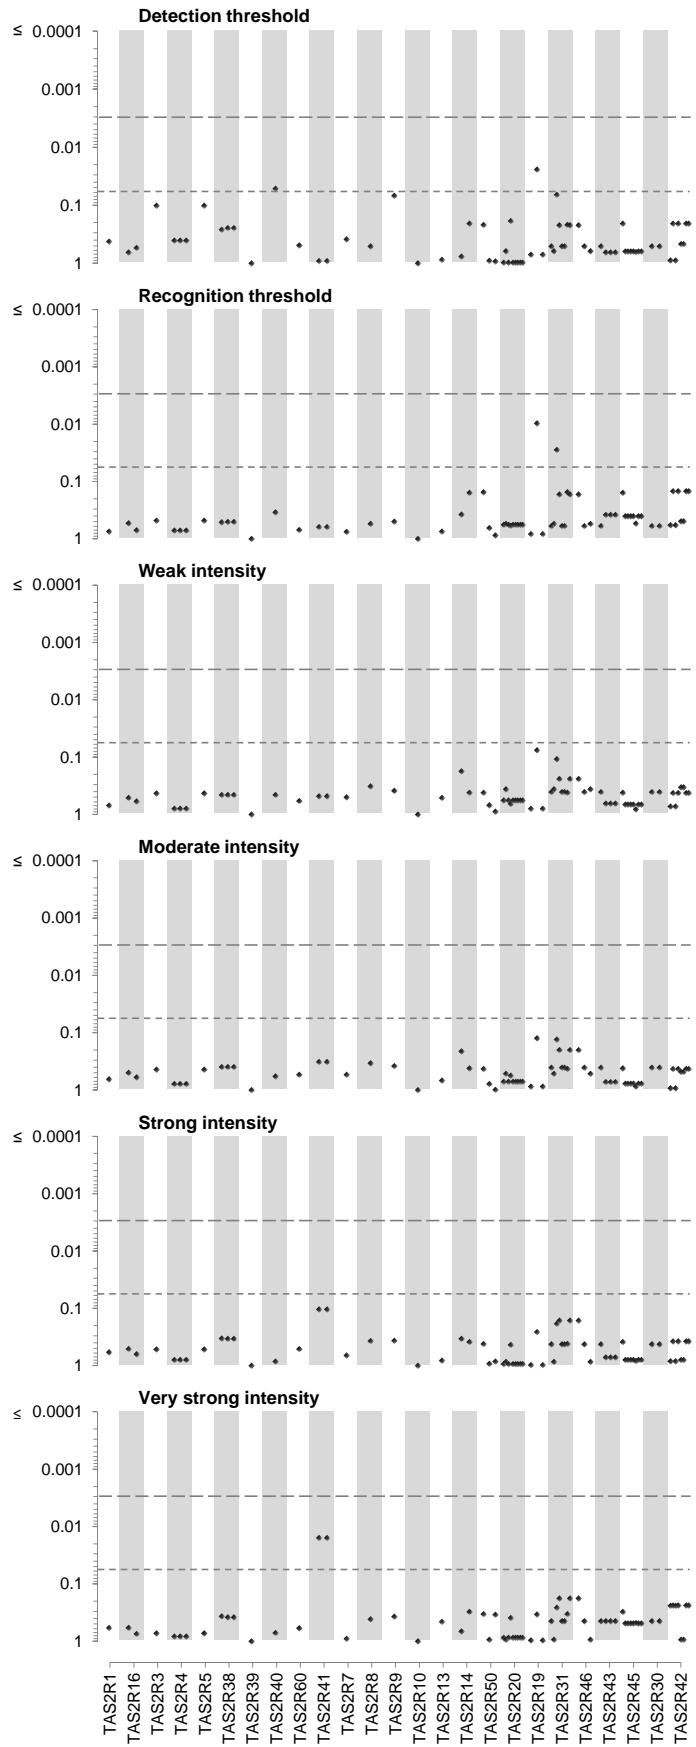 Detection threshold
≤ 0.0001
0.001
0.01
0.1
1
Recognition threshold
≤ 0.0001
0.001
0.01
0.1
1
Weak intensity
≤ 0.0001
0.001
0.01
0.1
1
Moderate intensity
≤ 0.0001
0.001
0.01
0.1
1
Strong intensity
≤ 0.0001
0.001
0.01
0.1
1
Very strong intensity
≤ 0.0001
0.001
0.01
0.1
1
TAS2R1
TAS2R16
TAS2R3
TAS2R4
TAS2R5
TAS2R38
TAS2R39
TAS2R40
TAS2R60
TAS2R41
TAS2R7
TAS2R8
TAS2R9
TAS2R10
TAS2R13
TAS2R14
TAS2R50
TAS2R20
TAS2R19
TAS2R31
TAS2R46
TAS2R43
TAS2R45
TAS2R30
TAS2R42